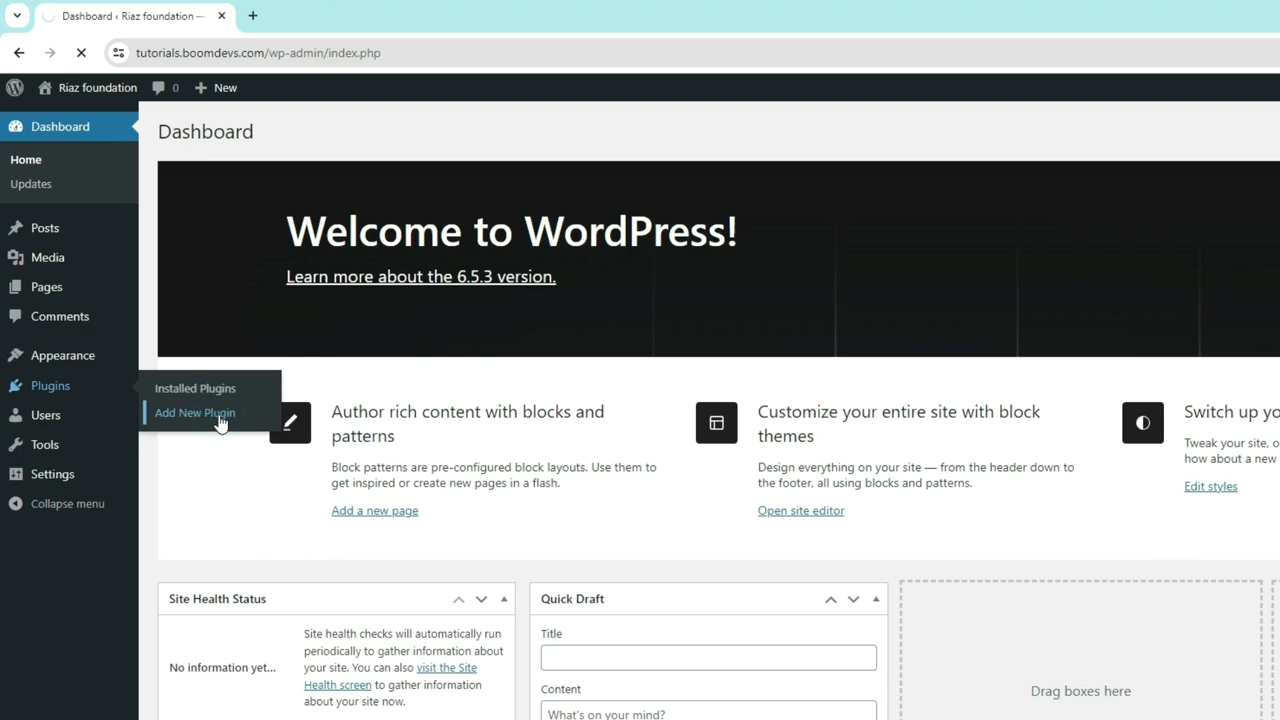 Dashboard ‹ Riaz foundation —
tutorials.boomdevs.com/wp-admin/index.php
Riaz foundation
0
New
Dashboard
Home
Updates
Posts
Media
Pages
Comments
Appearance
Plugins
Users
Tools
Settings
Collapse menu
Installed Plugins
Add New Plugin
Dashboard
Welcome to WordPress!
Learn more about the 6.5.3 version.
Author rich content with blocks and
patterns
Block patterns are pre-configured block layouts. Use them to
get inspired or create new pages in a flash.
Add a new page
Customize your entire site with block
themes
Design everything on your site — from the header down to
the footer, all using blocks and patterns.
Open site editor
Switch up yo
Tweak your site, o
how about a new
Edit styles
Site Health Status
No information yet...
Site health checks will automatically run
periodically to gather information about
your site. You can also visit the Site
Health screen to gather information
about your site now.
Quick Draft
Title
Content
What's on your mind?
Drag boxes here